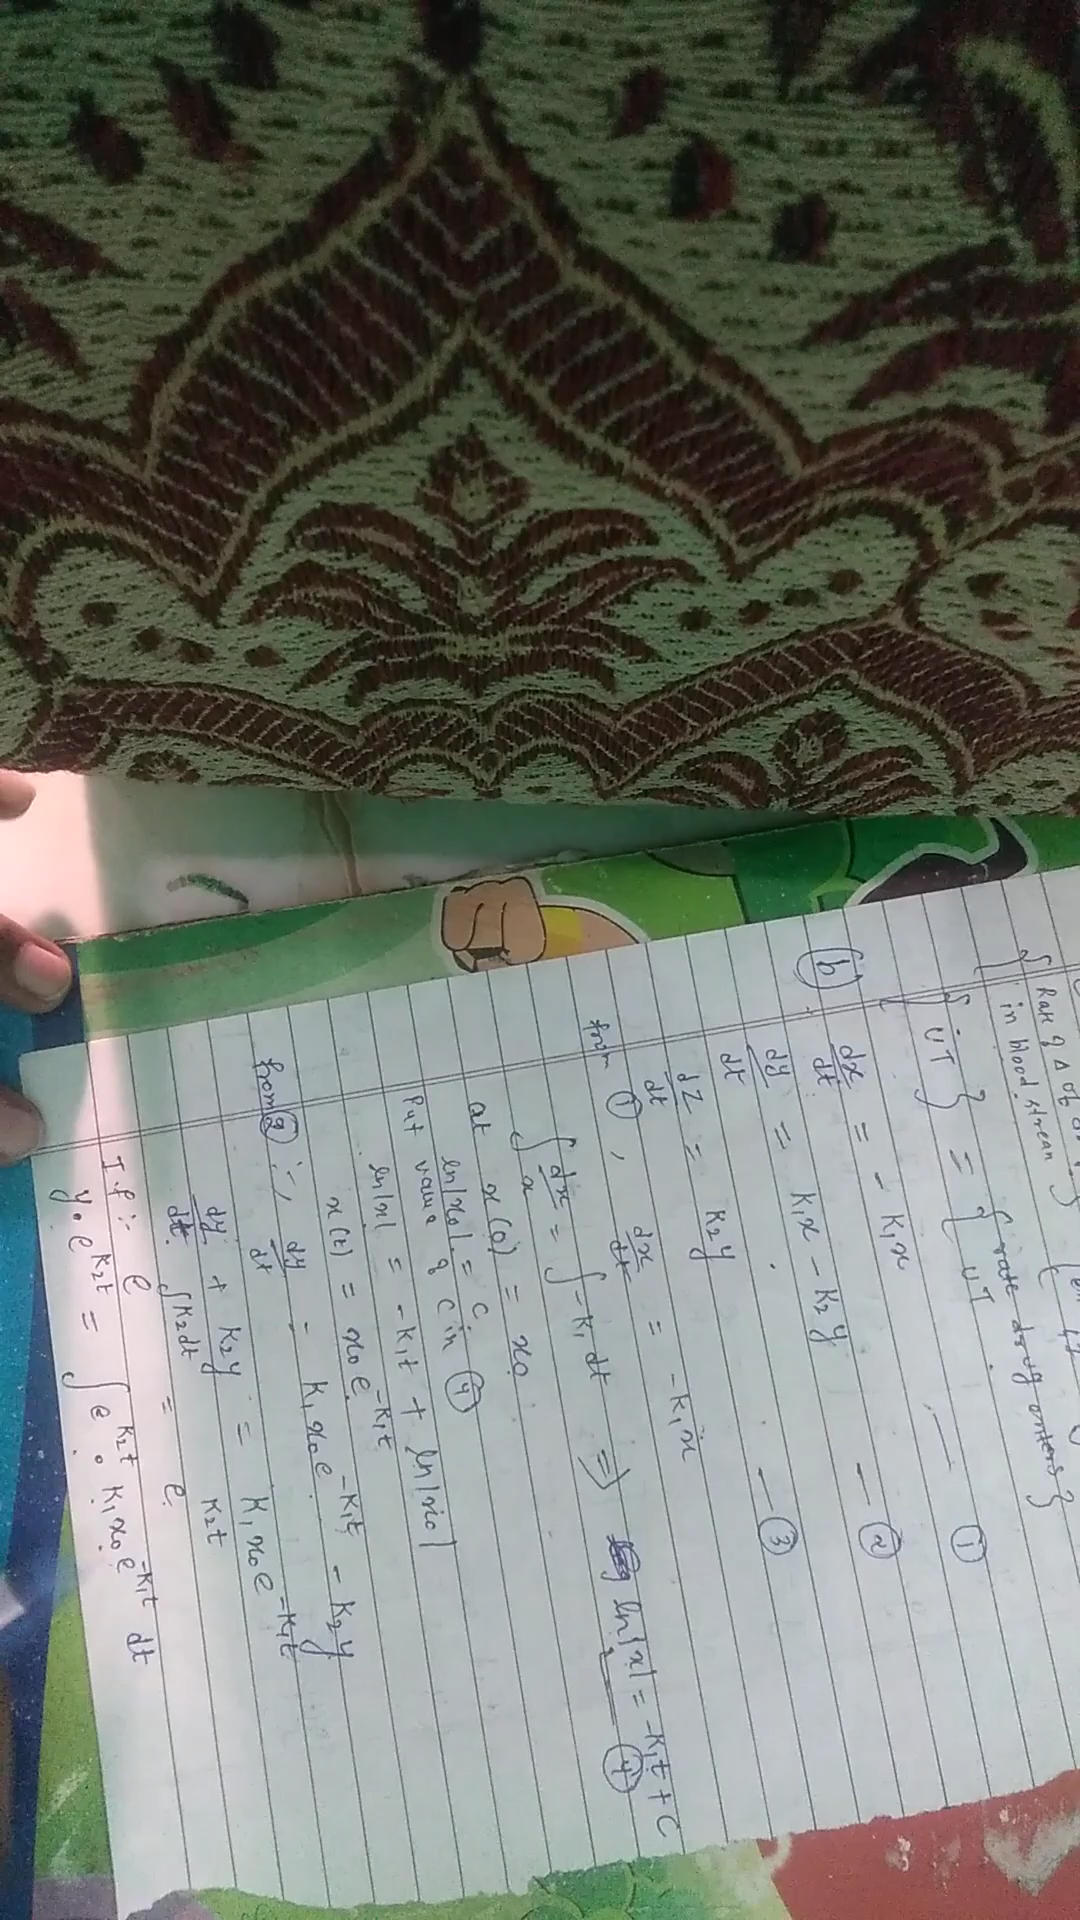 Rate of Δ of
in blood stream
{UT} = {rate drug enters UT} — ①
ⓑ dx/dt = - k₁x — ②
dy/dt = k₁x - k₂y — ③
dz/dt = k₂y
from ①, dx/dt = -k₁x
∫dx/x = ∫-k₁dt ⇒ ln|x| = -k₁t + C — ④
at x(0) = x₀
ln|x₀| = C
Put value of C in ④
ln|x| = -k₁t + ln|x₀|
x(t) = x₀e^-k₁t
from ② :-, dy/dt = k₁x₀e^-k₁t - k₂y
dy/dt + k₂y = k₁x₀e^-k₁t
I.f :- e^∫k₂dt = e^k₂t
y.e^k₂t = ∫e^k₂t . k₁x₀e^-k₁t dt